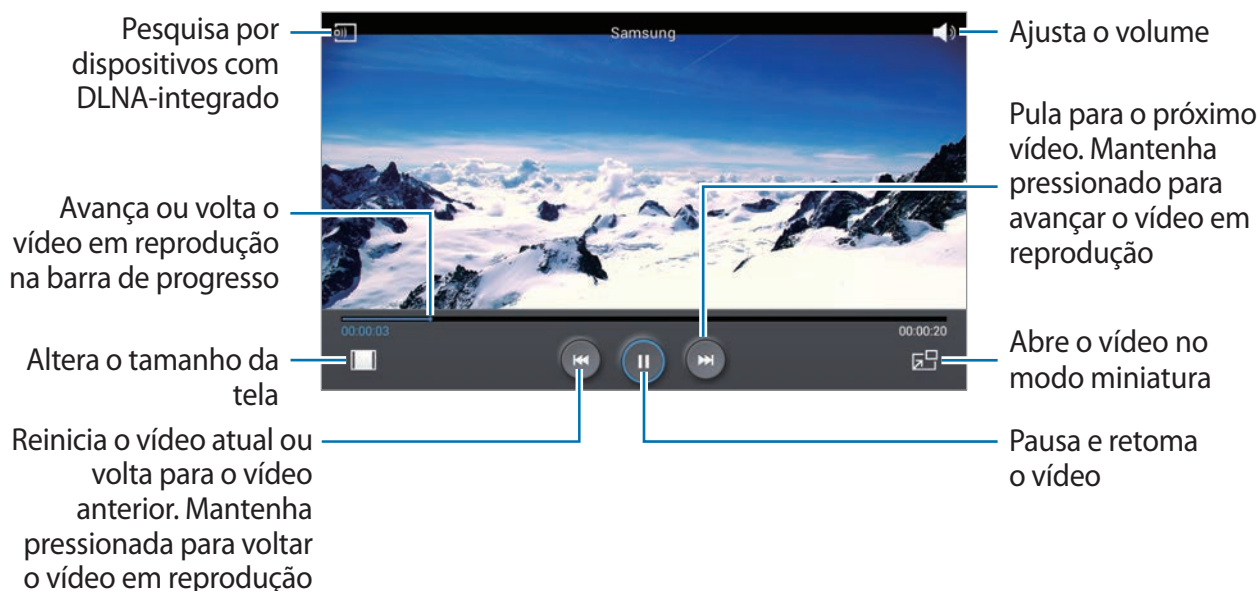 Pesquisa por
dispositivos com
DLNA-integrado
Avança ou volta o
vídeo em reprodução
na barra de progresso
Altera o tamanho da
tela
Reinicia o vídeo atual ou
volta para o vídeo
anterior. Mantenha
pressionada para voltar
o vídeo em reprodução
Samsung
00:00:03
00:00:20
Ajusta o volume
Pula para o próximo
vídeo. Mantenha
pressionado para
avançar o vídeo em
reprodução
Abre o vídeo no
modo miniatura
Pausa e retoma
o vídeo